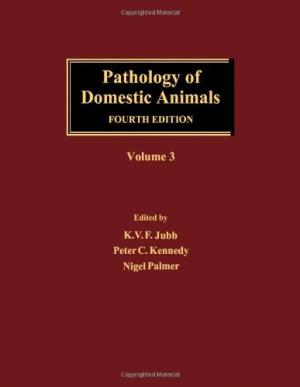 Pathology of
Domestic Animals
FOURTH EDITION
Volume 3
Edited by
K.V.F. Jubb
Peter C. Kennedy
Nigel Palmer